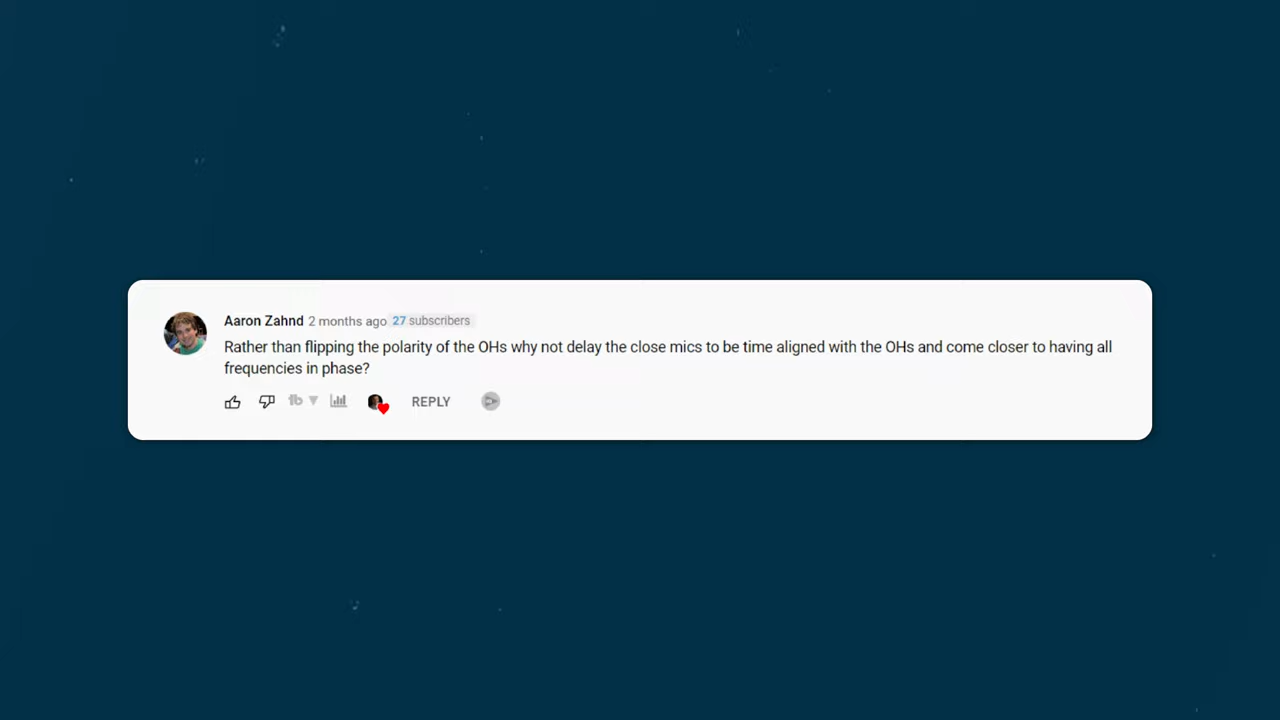 Aaron Zahnd 2 months ago 27 subscribers
Rather than flipping the polarity of the OHs why not delay the close mics to be time aligned with the OHs and come closer to having all
frequencies in phase?
tb REPLY